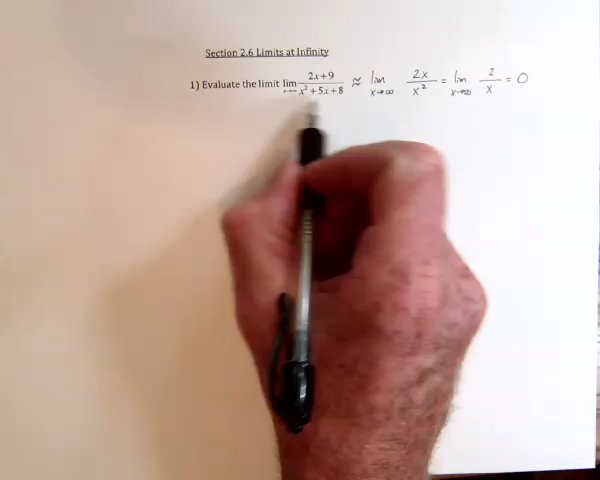 Section 2.6 Limits at Infinity
1) Evaluate the limit lim 2x+9 / x² + 5x + 8 ≈ lim x→∞ 2x / x² = lim x→∞ 2 / x = 0